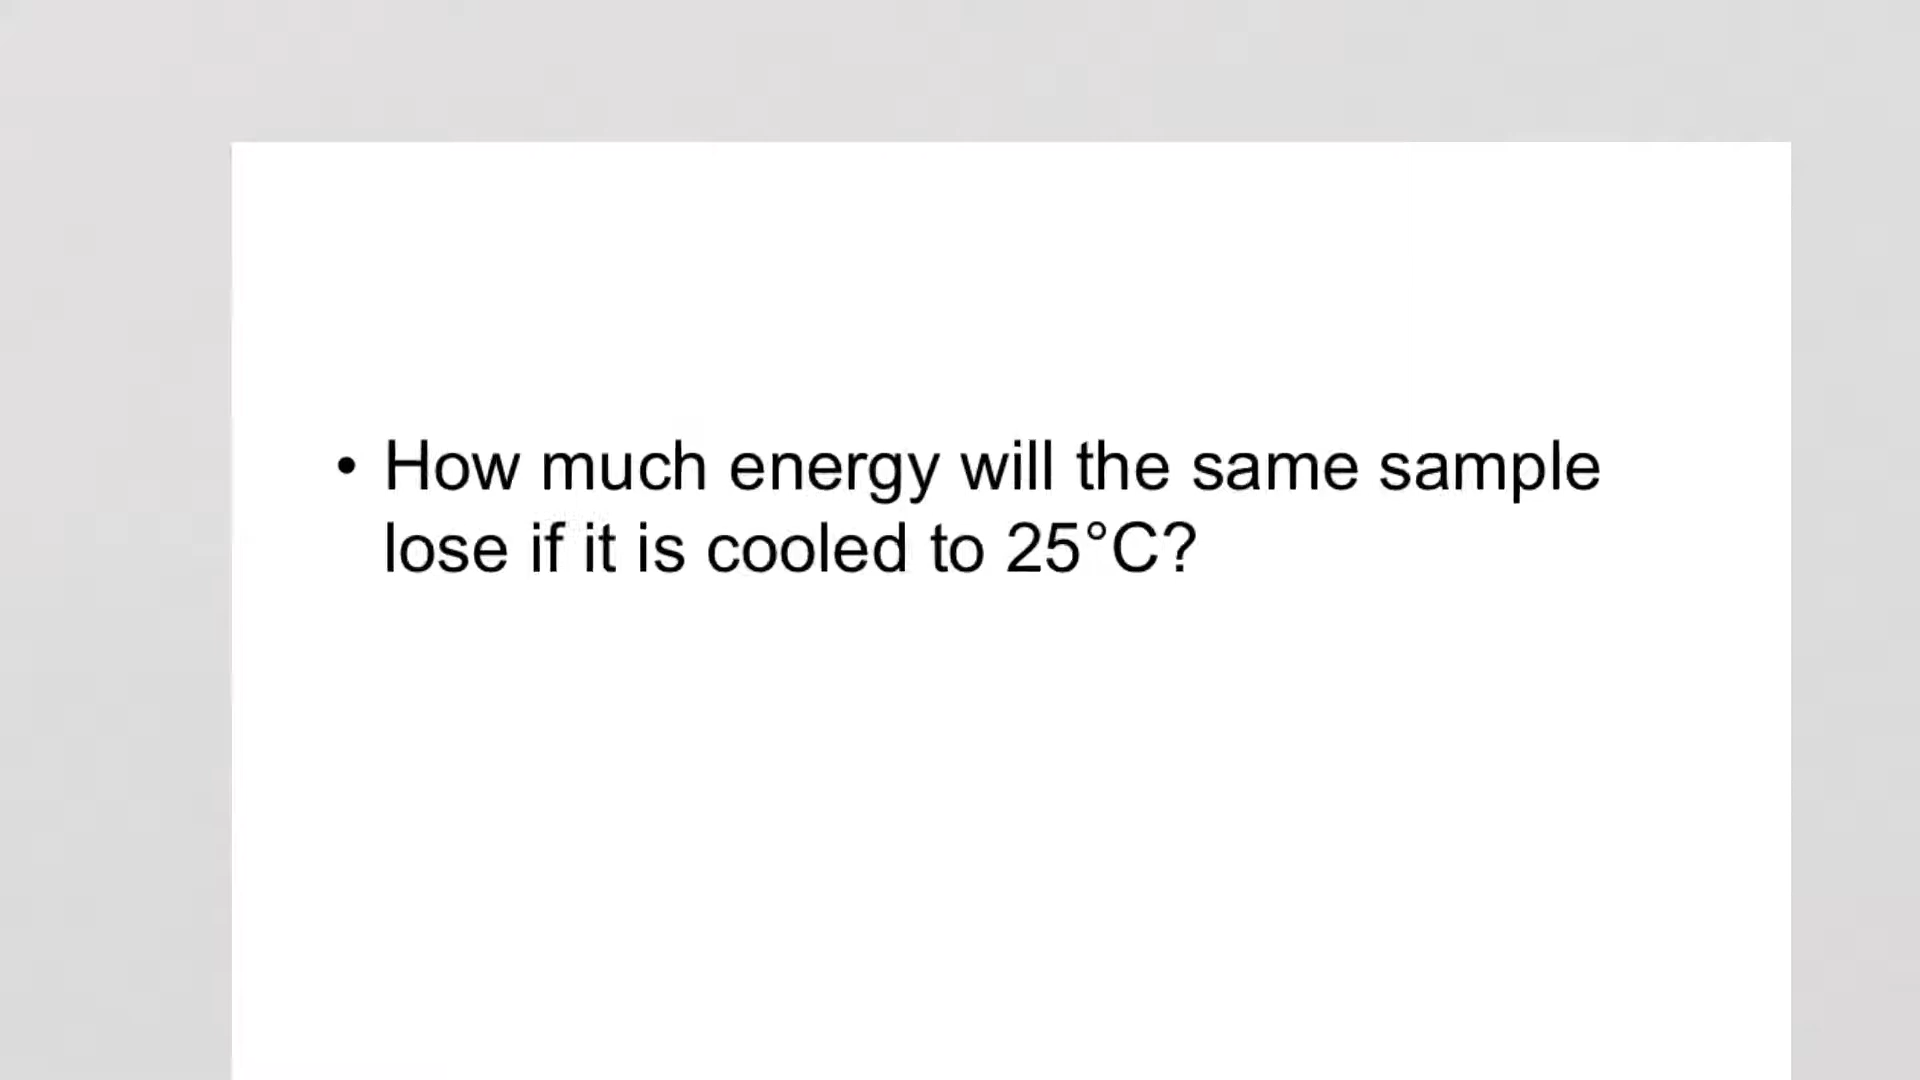 • How much energy will the same sample
lose if it is cooled to 25°C?